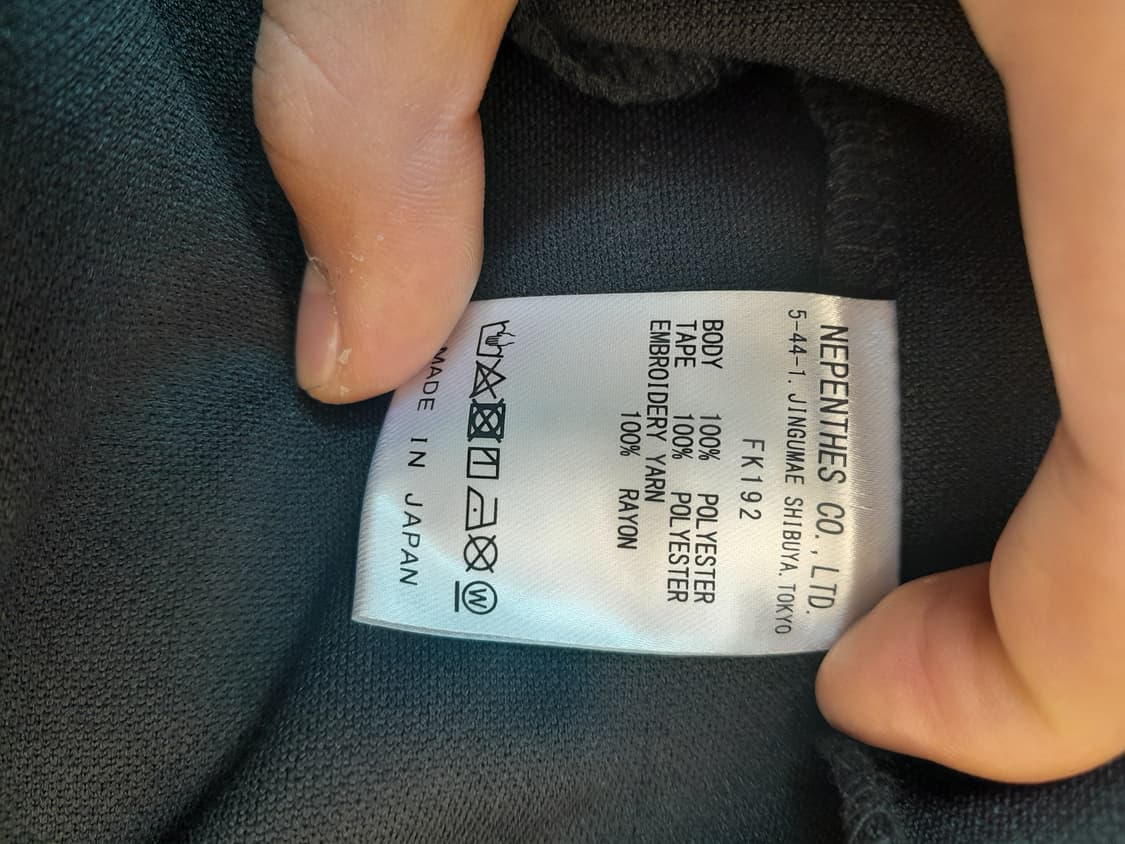 NEPENTHES CO.,LTD.
5-44-1. JINGUMAE SHIBUYA. TOKYO
FK192
BODY 100% POLYESTER
TAPE 100% POLYESTER
EMBROIDERY YARN
100% RAYON
W
MADE IN JAPAN